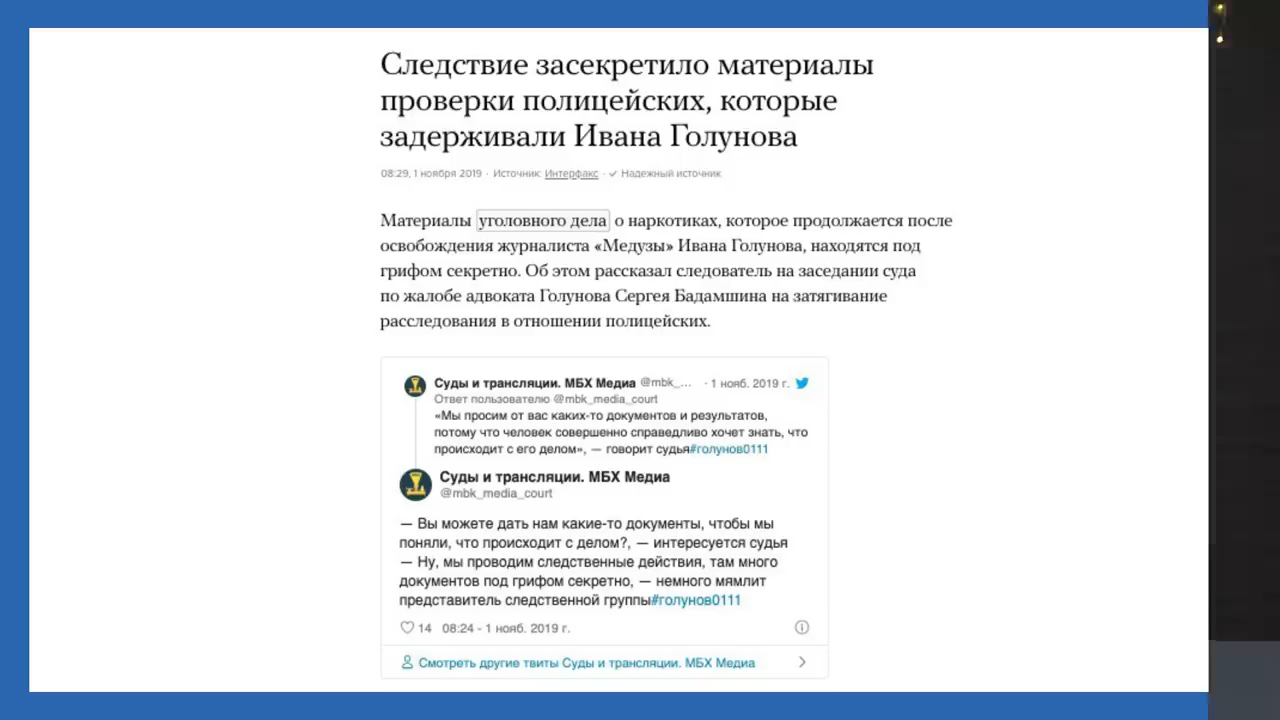 Следствие засекретило материалы
проверки полицейских, которые
задерживали Ивана Голунова
08:29, 1 ноября 2019 · Источник: Интерфакс · ✓ Надежный источник
Материалы уголовного дела о наркотиках, которое продолжается после
освобождения журналиста «Медузы» Ивана Голунова, находятся под
грифом секретно. Об этом рассказал следователь на заседании суда
по жалобе адвоката Голунова Сергея Бадамшина на затягивание
расследования в отношении полицейских.
Суды и трансляции. МБХ Медиа @mbk_... · 1 нояб. 2019 г.
Ответ пользователю @mbk_media_court
«Мы просим от вас каких-то документов и результатов,
потому что человек совершенно справедливо хочет знать, что
происходит с его делом», — говорит судья#голунов0111
Суды и трансляции. МБХ Медиа
@mbk_media_court
— Вы можете дать нам какие-то документы, чтобы мы
поняли, что происходит с делом?, — интересуется судья
— Ну, мы проводим следственные действия, там много
документов под грифом секретно, — немного мямлит
представитель следственной группы#голунов0111
14 08:24 - 1 нояб. 2019 г.
Смотреть другие твиты Суды и трансляции. МБХ Медиа